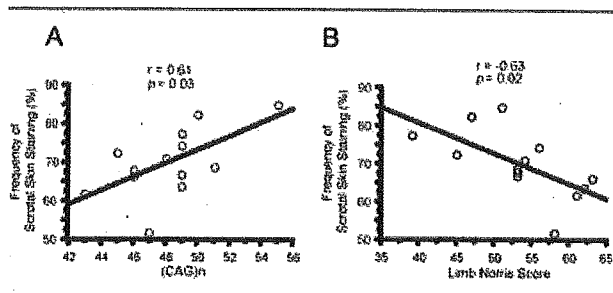 A
r = 0.61
p = 0.03
Frequency of
Scrotal Skin Staining (%)
90
80
70
60
50
42 44 46 48 50 52 54 56
(CAG)n
B
r = -0.63
p = 0.02
Frequency of
Scrotal Skin Staining (%)
90
80
70
60
50
35 40 45 50 55 60 65
Limb Norris Score